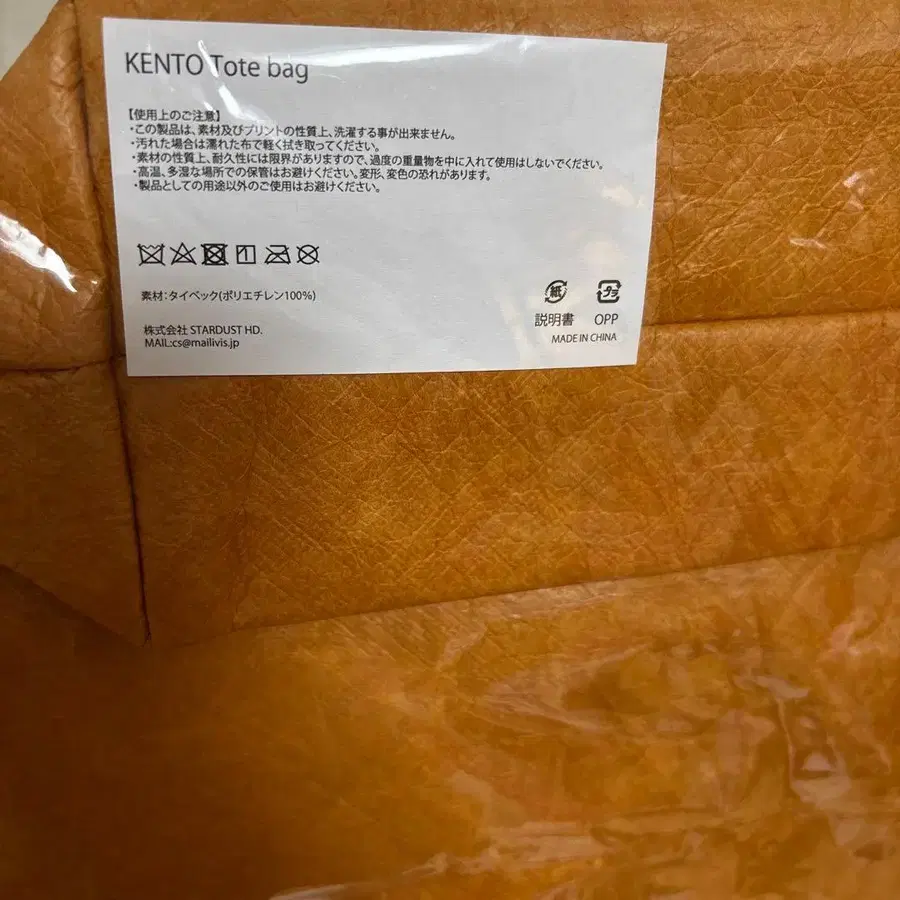 KENTO Tote bag
【使用上のご注意】
・この製品は、素材及びプリントの性質上、洗濯する事が出来ません。
・汚れた場合は濡れた布で軽く拭き取ってください。
・素材の性質上、耐久性には限界がありますので、過度の重量物を中に入れて使用はしないでください。
・高温、多湿な場所での保管はお避けください。変形、変色の恐れがあります。
・製品としての用途以外のご使用はお避けください。
素材：タイベック(ポリエチレン100%)
株式会社 STARDUST HD.
MAIL:cs@mailivis.jp
紙
プラ
説明書
OPP
MADE IN CHINA